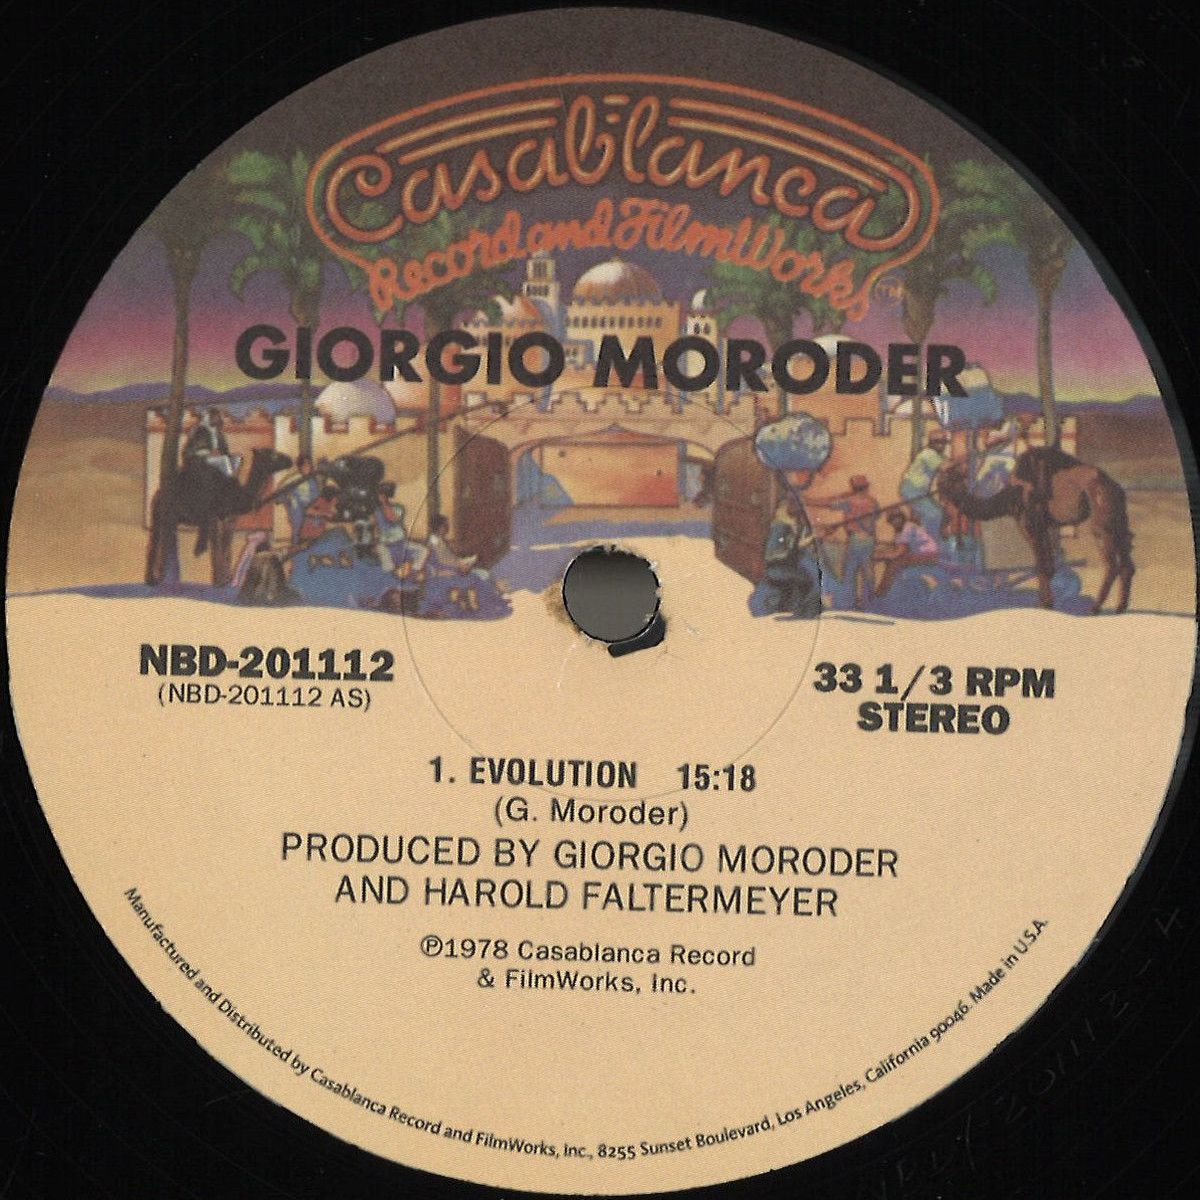 Casablanca
Record and FilmWorks TM
GIORGIO MORODER
NBD-201112
(NBD-201112 AS)
33 1/3 RPM
STEREO
1. EVOLUTION 15:18
(G. Moroder)
PRODUCED BY GIORGIO MORODER
AND HAROLD FALTERMEYER
℗1978 Casablanca Record
& FilmWorks, Inc.
Manufactured and Distributed by Casablanca Record and FilmWorks, Inc., 8255 Sunset Boulevard, Los Angeles, California 90046. Made in U.S.A.